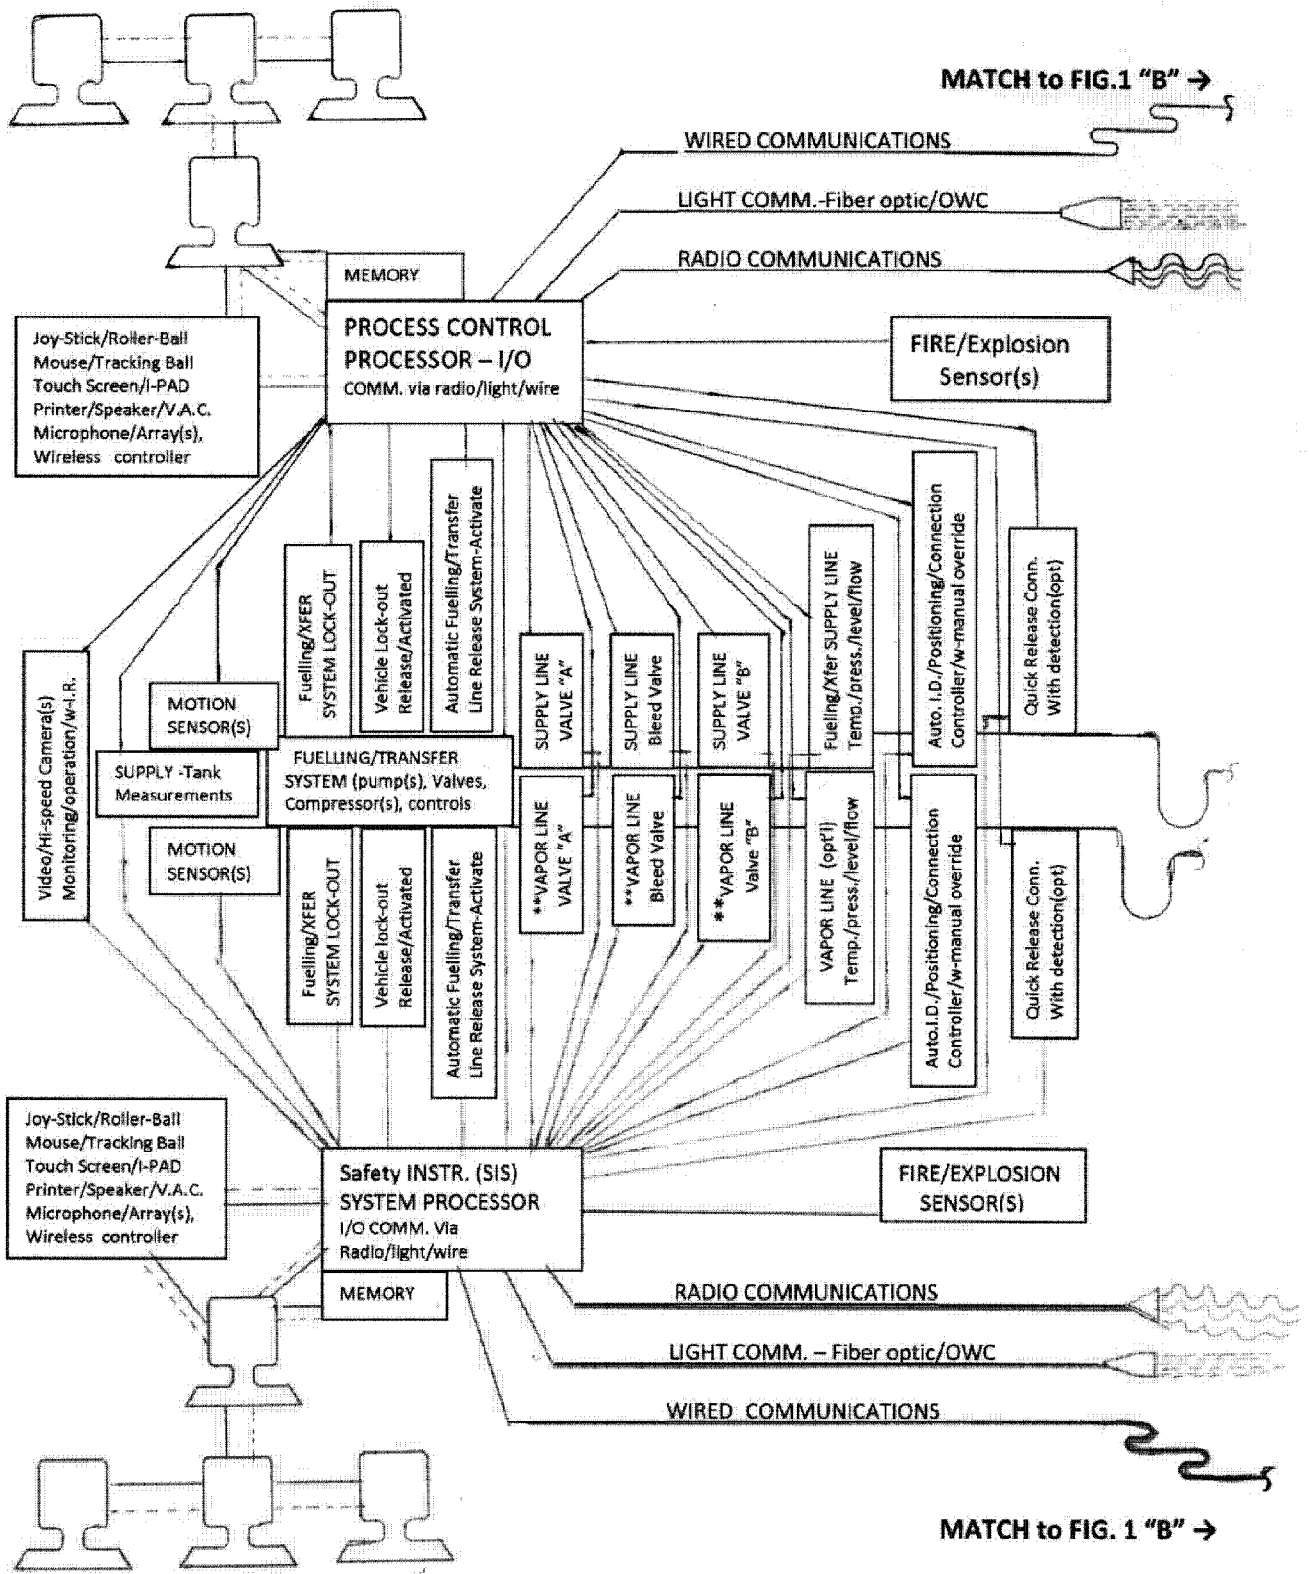 MATCH to FIG.1 "B" →
WIRED COMMUNICATIONS
LIGHT COMM.-Fiber optic/OWC
RADIO COMMUNICATIONS
MEMORY
PROCESS CONTROL
PROCESSOR – I/O
COMM. via radio/light/wire
Joy-Stick/Roller-Ball
Mouse/Tracking Ball
Touch Screen/I-PAD
Printer/Speaker/V.A.C.
Microphone/Array(s),
Wireless controller
FIRE/Explosion
Sensor(s)
Video/Hi-speed Camera(s)
Monitoring/operation/w-I.R.
MOTION
SENSOR(S)
SUPPLY -Tank
Measurements
MOTION
SENSOR(S)
Fuelling/XFER
SYSTEM LOCK-OUT
Vehicle Lock-out
Release/Activated
Automatic Fuelling/Transfer
Line Release System-Activate
FUELLING/TRANSFER
SYSTEM (pump(s), Valves,
Compressor(s), controls
SUPPLY LINE
VALVE "A"
SUPPLY LINE
Bleed Valve
SUPPLY LINE
VALVE "B"
Fueling/Xfer SUPPLY LINE
Temp./press./level/flow
Auto. I.D./Positioning/Connection
Controller/w-manual override
Quick Release Conn.
With detection(opt)
Fuelling/XFER
SYSTEM LOCK-OUT
Vehicle lock-out
Release/Activated
Automatic Fuelling/Transfer
Line Release System-Activate
**VAPOR LINE
VALVE "A"
**VAPOR LINE
Bleed Valve
**VAPOR LINE
Valve "B"
VAPOR LINE (opt'l)
Temp./press./level/flow
Auto.I.D./Positioning/Connection
Controller/w-manual override
Quick Release Conn.
With detection(opt)
Joy-Stick/Roller-Ball
Mouse/Tracking Ball
Touch Screen/I-PAD
Printer/Speaker/V.A.C.
Microphone/Array(s),
Wireless controller
Safety INSTR. (SIS)
SYSTEM PROCESSOR
I/O COMM. Via
Radio/light/wire
MEMORY
FIRE/EXPLOSION
SENSOR(S)
RADIO COMMUNICATIONS
LIGHT COMM. – Fiber optic/OWC
WIRED COMMUNICATIONS
MATCH to FIG. 1 "B" →